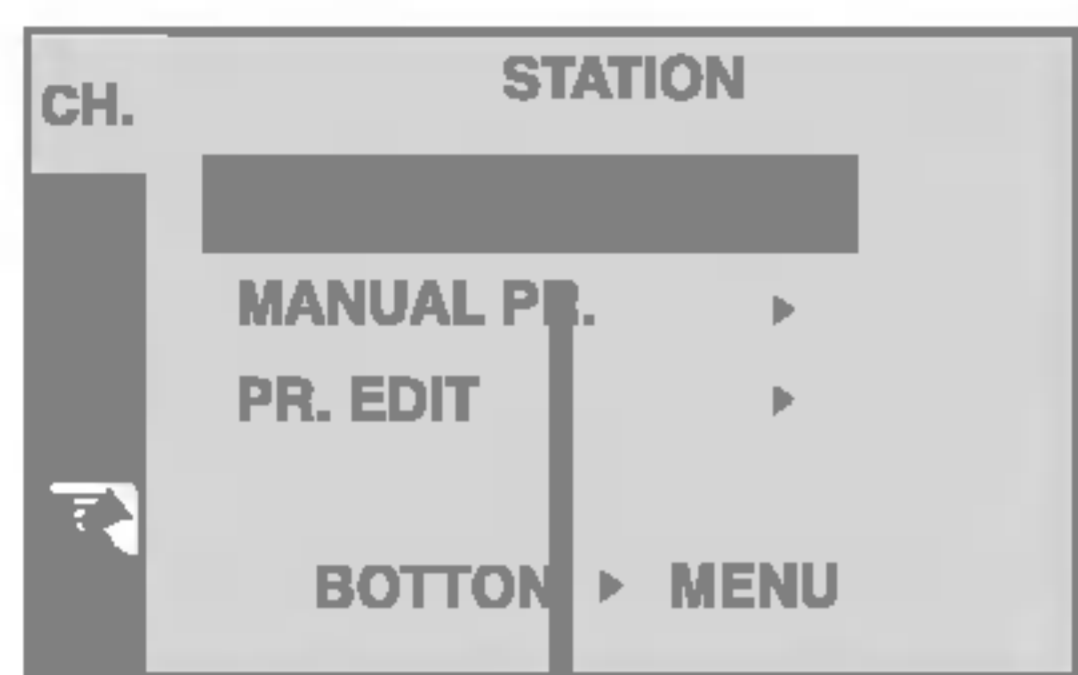 CH.
STATION
MANUAL PR. ▶
PR. EDIT ▶
BOTTON ▶ MENU